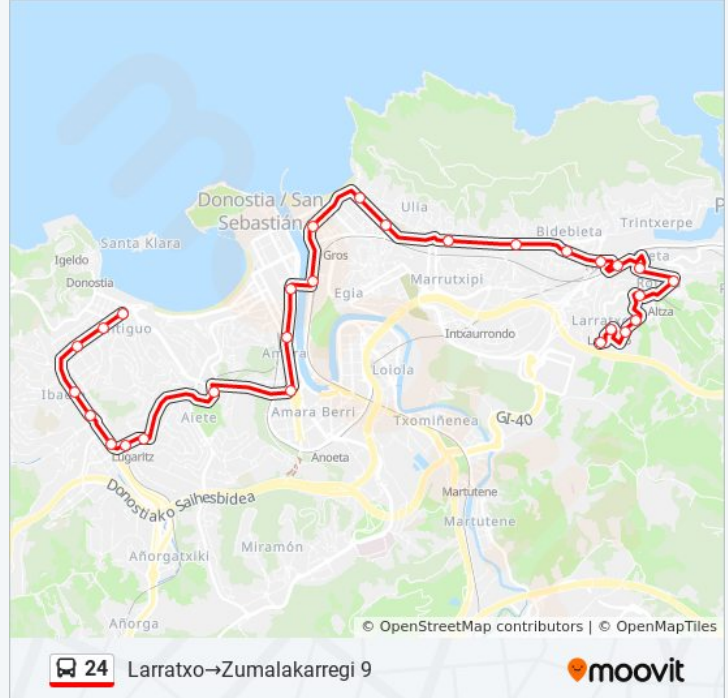 Donostia / San
Sebastián
Ulia
Bidebieta
Trintxerpe
Santa Klara
Igeldo
Gros
Donostia
Egia
Marrutxipi
Altza
Intxaurrondo
Loiola
Aiete
Amara Berri
Txomiñenea
GI-40
Lugaritz
Anoeta
Donostiako Saihesbidea
Martutene
Martutene
Añorgatxiki
Miramón
Añorga
© OpenStreetMap contributors | © OpenMapTiles
24 Larratxo→Zumalakarregi 9
moovit